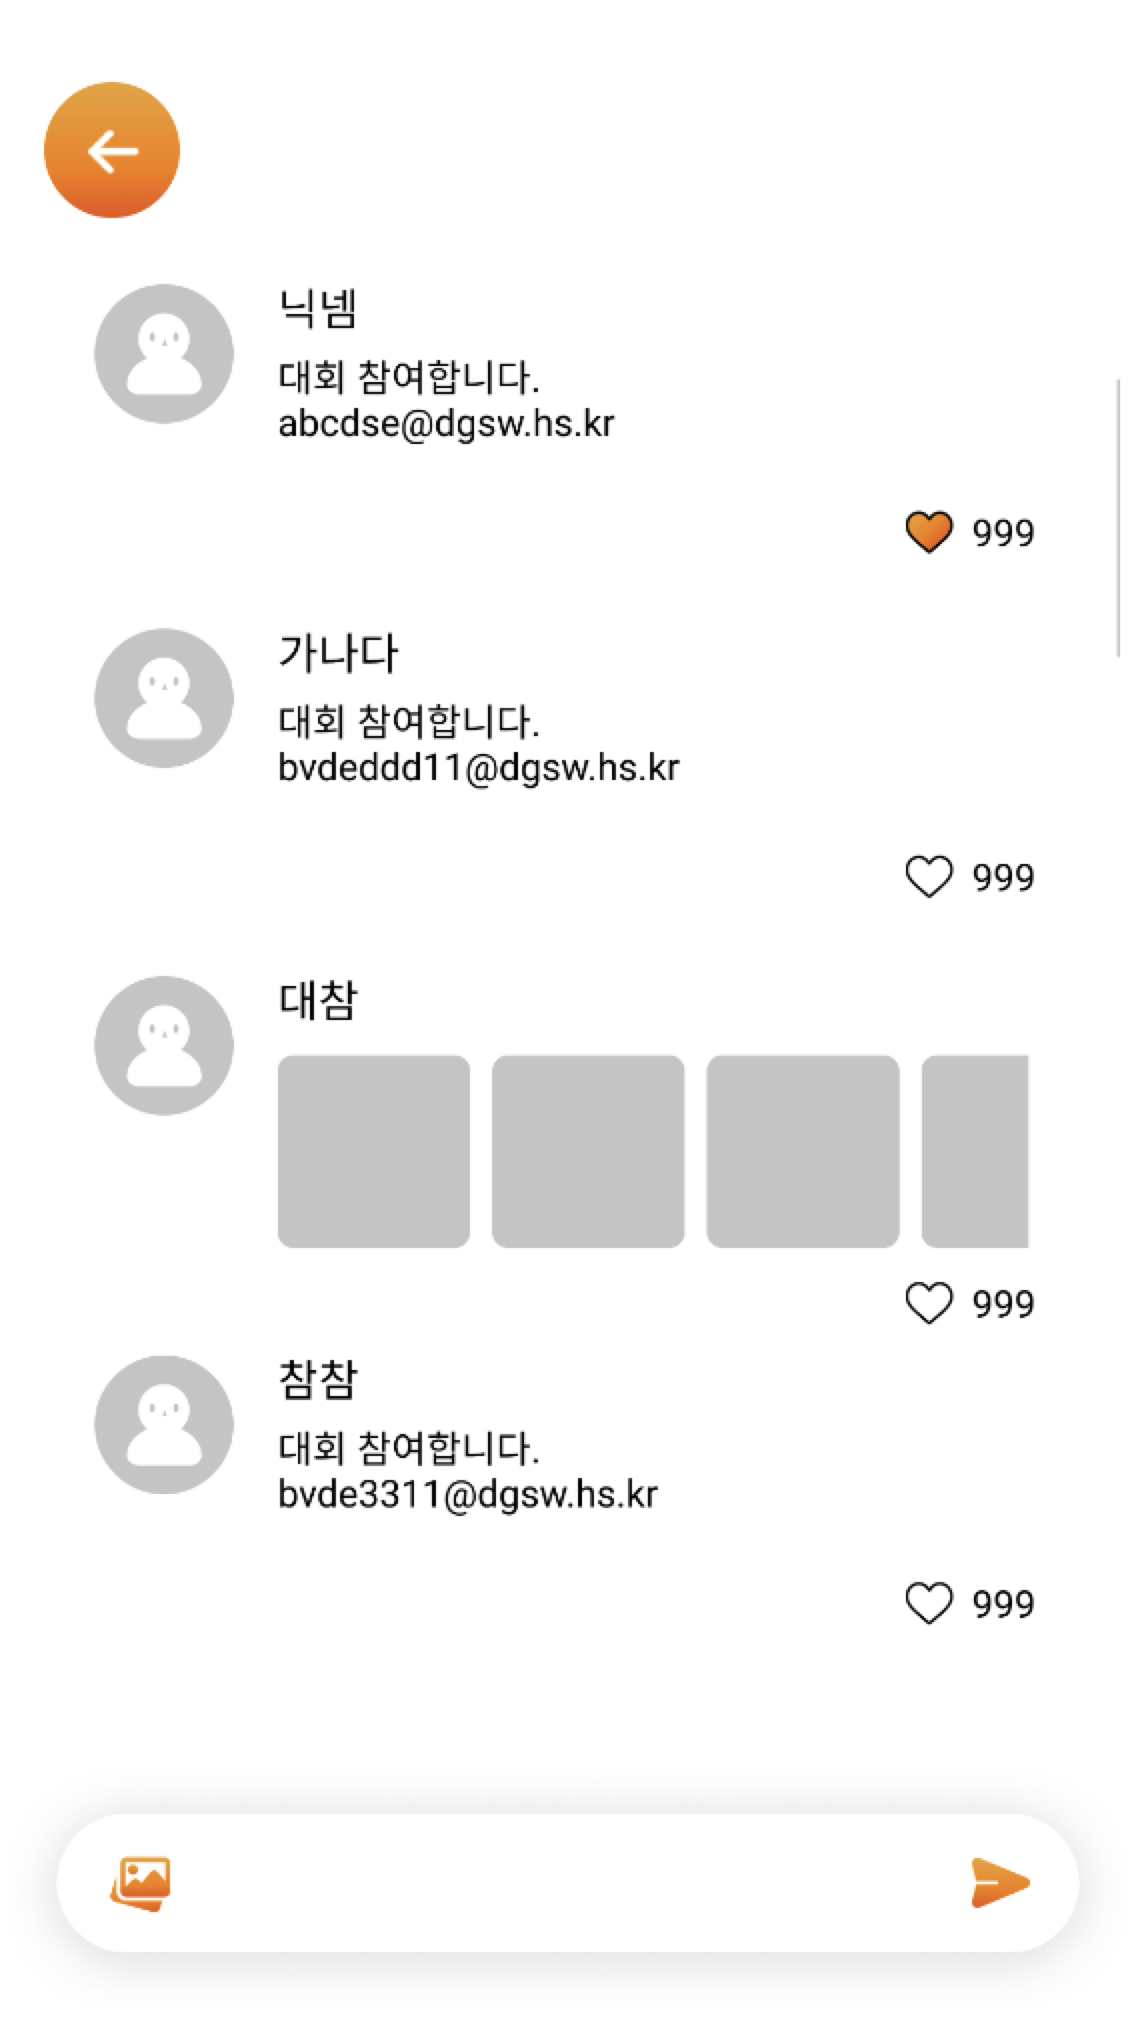 닉넴
대회 참여합니다.
abcdse@dgsw.hs.kr
999
가나다
대회 참여합니다.
bvdeddd11@dgsw.hs.kr
999
대참
999
참참
대회 참여합니다.
bvde3311@dgsw.hs.kr
999